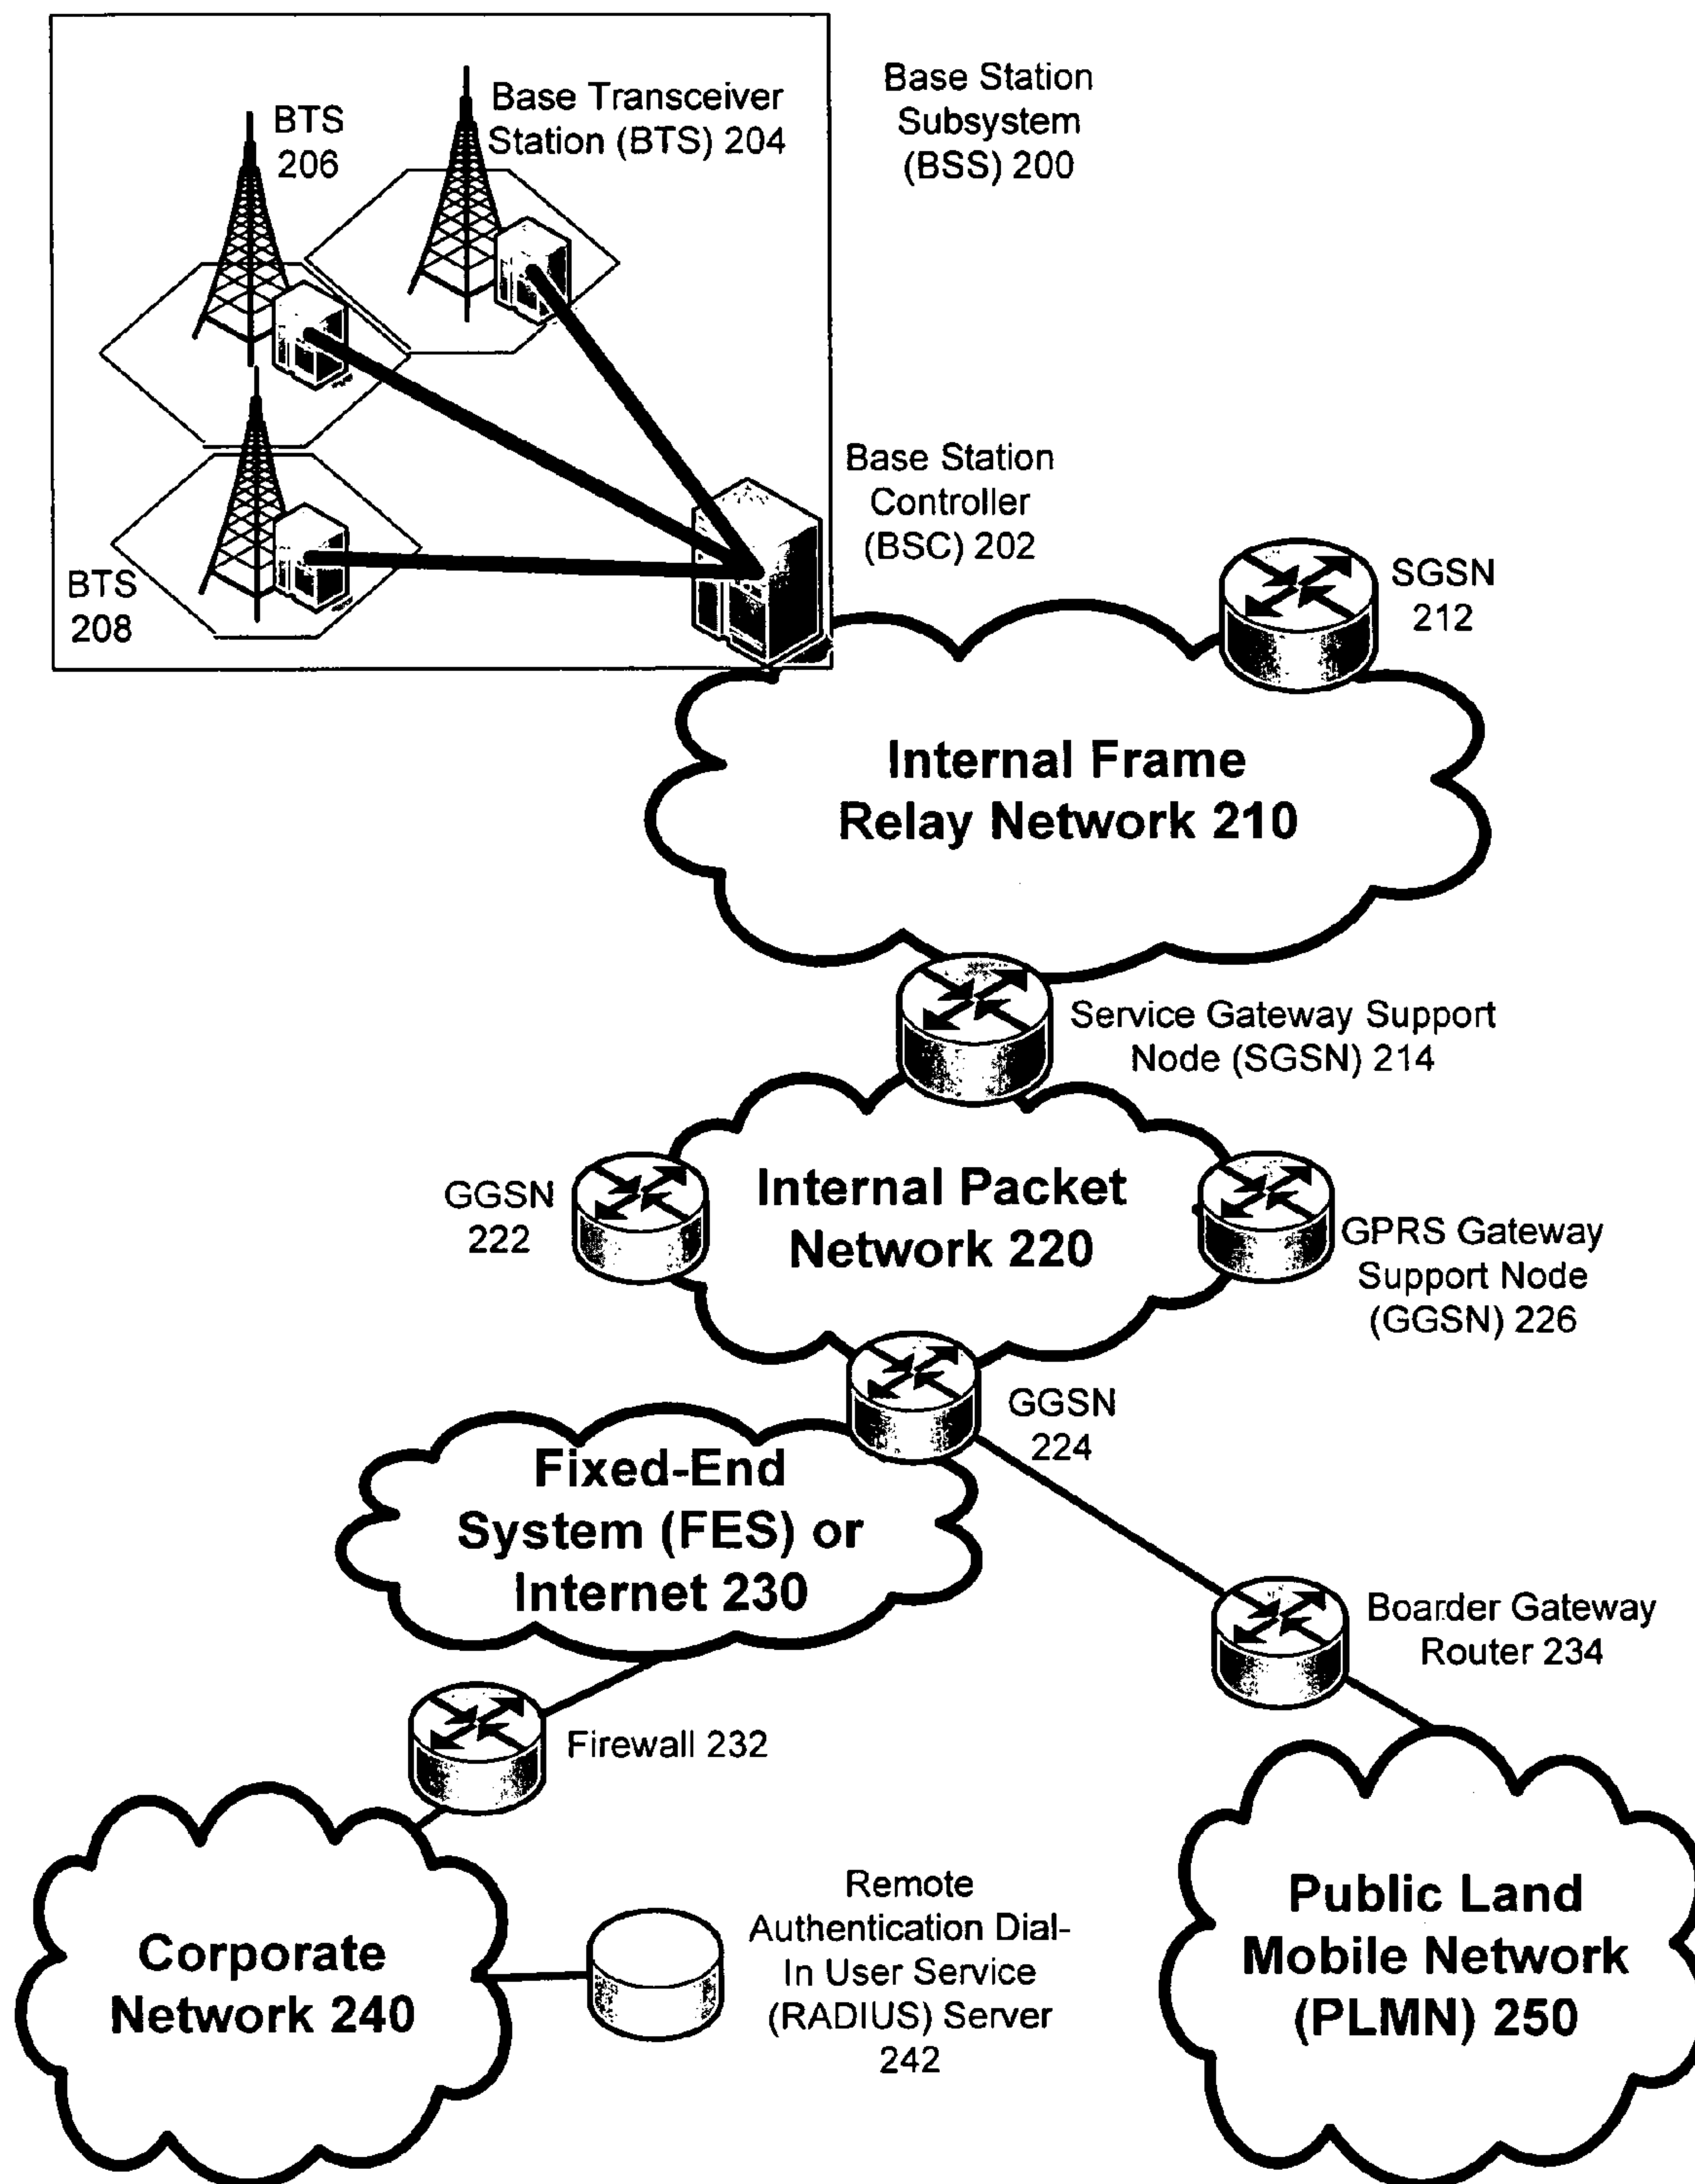 BTS
206
Base Transceiver
Station (BTS) 204
Base Station
Subsystem
(BSS) 200
Base Station
Controller
(BSC) 202
BTS
208
SGSN
212
Internal Frame
Relay Network 210
Service Gateway Support
Node (SGSN) 214
GGSN
222
Internal Packet
Network 220
GPRS Gateway
Support Node
(GGSN) 226
GGSN
224
Fixed-End
System (FES) or
Internet 230
Boarder Gateway
Router 234
Firewall 232
Corporate
Network 240
Remote
Authentication Dial-
In User Service
(RADIUS) Server
242
Public Land
Mobile Network
(PLMN) 250